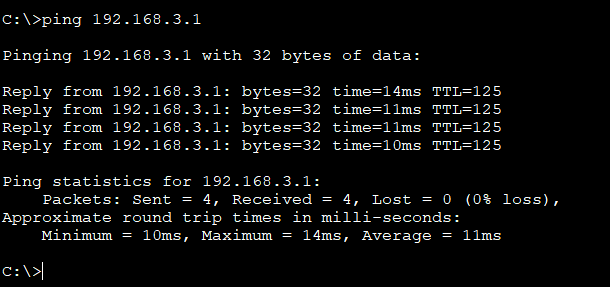 C:\>ping 192.168.3.1
Pinging 192.168.3.1 with 32 bytes of data:
Reply from 192.168.3.1: bytes=32 time=14ms TTL=125
Reply from 192.168.3.1: bytes=32 time=11ms TTL=125
Reply from 192.168.3.1: bytes=32 time=11ms TTL=125
Reply from 192.168.3.1: bytes=32 time=10ms TTL=125
Ping statistics for 192.168.3.1:
Packets: Sent = 4, Received = 4, Lost = 0 (0% loss),
Approximate round trip times in milli-seconds:
Minimum = 10ms, Maximum = 14ms, Average = 11ms
C:\>